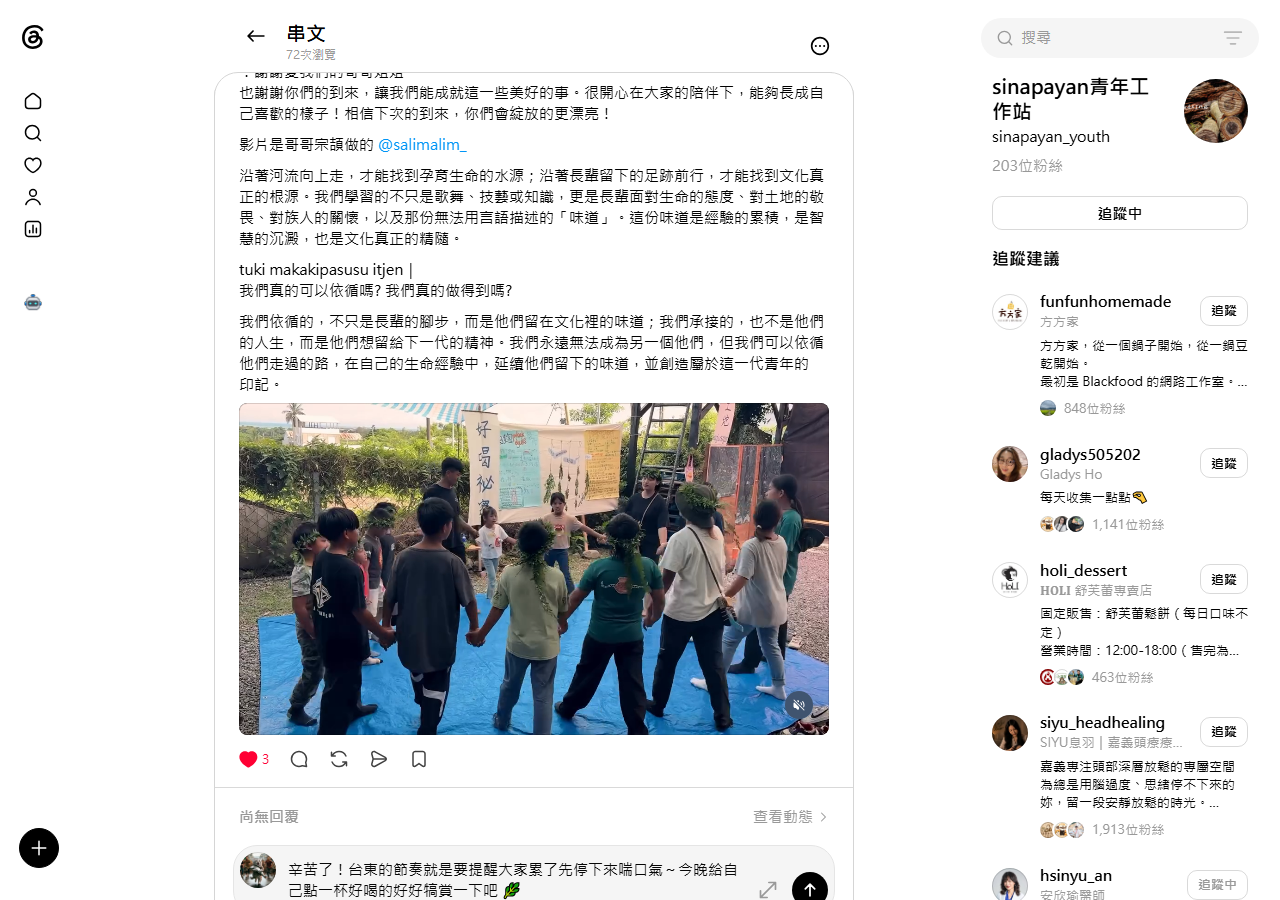 串文
72次瀏覽
！謝謝愛我們的哥哥姐姐
也謝謝你們的到來，讓我們能成就這一些美好的事。很開心在大家的陪伴下，能夠長成自
己喜歡的樣子！相信下次的到來，你們會綻放的更漂亮！
影片是哥哥宗頡做的 @salimalim_
沿著河流向上走，才能找到孕育生命的水源；沿著長輩留下的足跡前行，才能找到文化真
正的根源。我們學習的不只是歌舞、技藝或知識，更是長輩面對生命的態度、對土地的敬
畏、對族人的關懷，以及那份無法用言語描述的「味道」。這份味道是經驗的累積，是智
慧的沉澱，也是文化真正的精隨。
tuki makakipasusu itjen｜
我們真的可以依循嗎? 我們真的做得到嗎?
我們依循的，不只是長輩的腳步，而是他們留在文化裡的味道；我們承接的，也不是他們
的人生，而是他們想留給下一代的精神。我們永遠無法成為另一個他們，但我們可以依循
他們走過的路，在自己的生命經驗中，延續他們留下的味道，並創造屬於這一代青年的
印記。
好喝祕
3
尚無回覆
查看動態
辛苦了！台東的節奏就是要提醒大家累了先停下來喘口氣～今晚給自
己點一杯好喝的好好犒賞一下吧 🌿
搜尋
sinapayan青年工
作站
sinapayan_youth
203位粉絲
追蹤中
追蹤建議
funfunhomemade
方方家
追蹤
方方家，從一個鍋子開始，從一鍋豆
乾開始。
最初是 Blackfood 的網路工作室。...
848位粉絲
gladys505202
Gladys Ho
追蹤
每天收集一點點
1,141位粉絲
holi_dessert
HOLI 舒芙蕾專賣店
追蹤
固定販售：舒芙蕾鬆餅（每日口味不
定）
營業時間：12:00-18:00（售完為...
463位粉絲
siyu_headhealing
SIYU息羽｜嘉義頭療療...
追蹤
嘉義專注頭部深層放鬆的專屬空間
為總是用腦過度、思緒停不下來的
妳，留一段安靜放鬆的時光。...
1,913位粉絲
hsinyu_an
安欣瑜醫師
追蹤中